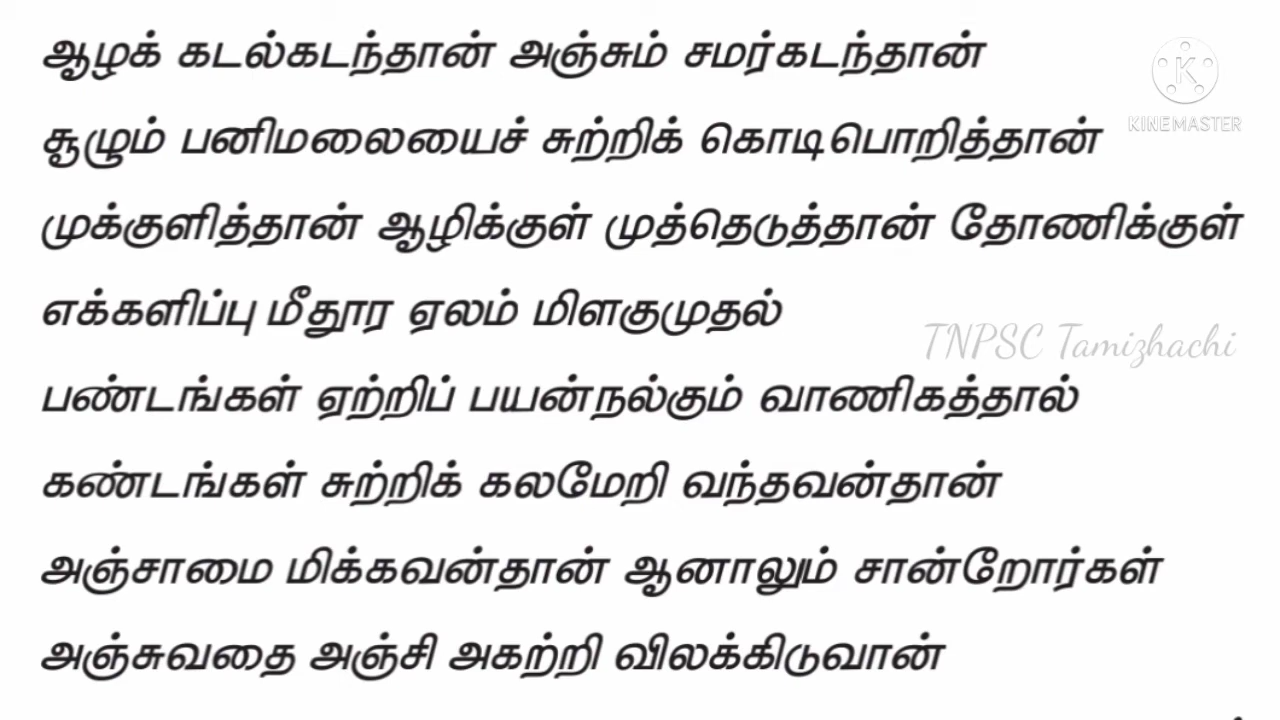 ஆழக் கடல்கடந்தான் அஞ்சும் சமர்கடந்தான்
சூழும் பனிமலையைச் சுற்றிக் கொடிபொறித்தான்
முக்குளித்தான் ஆழிக்குள் முத்தெடுத்தான் தோணிக்குள்
எக்களிப்பு மீதூர ஏலம் மிளகுமுதல்
பண்டங்கள் ஏற்றிப் பயன்நல்கும் வாணிகத்தால்
கண்டங்கள் சுற்றிக் கலமேறி வந்தவன்தான்
அஞ்சாமை மிக்கவன்தான் ஆனாலும் சான்றோர்கள்
அஞ்சுவதை அஞ்சி அகற்றி விலக்கிடுவான்
K
KINEMASTER
TNPSC Tamizhachi